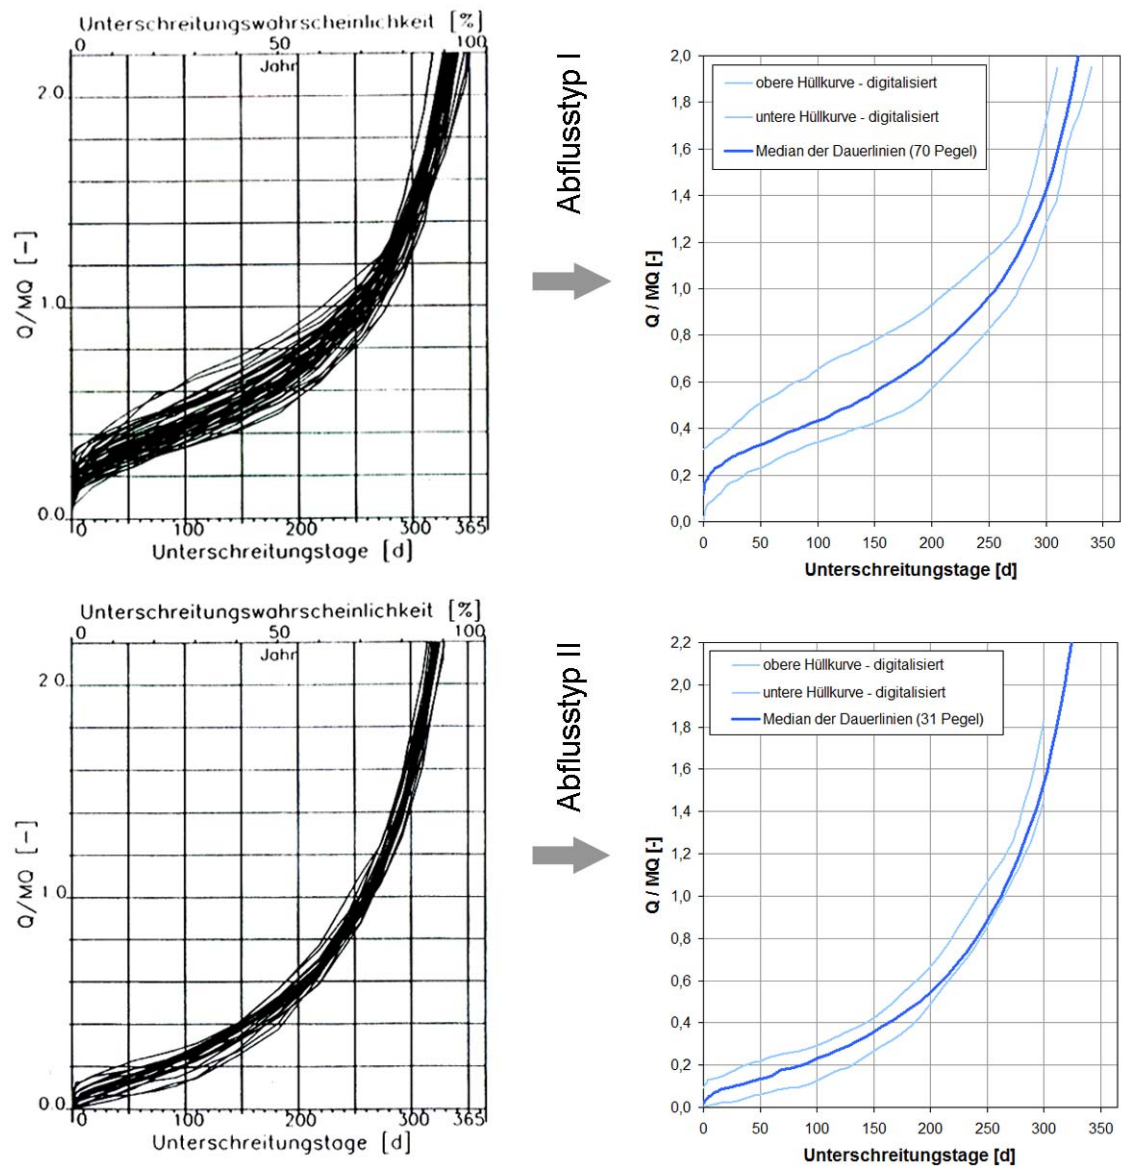 Unterschreitungswahrscheinlichkeit [%]
0 50 100
Jahr
2.0
1.0
0.0
Q/MQ [-]
0 100 200 300 365
Unterschreitungstage [d]
Abflusstyp I
2,0
1,8
1,6
1,4
1,2
1,0
0,8
0,6
0,4
0,2
0,0
Q / MQ [-]
obere Hüllkurve - digitalisiert
untere Hüllkurve - digitalisiert
Median der Dauerlinien (70 Pegel)
0 50 100 150 200 250 300 350
Unterschreitungstage [d]
Unterschreitungswahrscheinlichkeit [%]
0 50 100
Jahr
2.0
1.0
0.0
Q/MQ [-]
0 100 200 300 365
Unterschreitungstage [d]
Abflusstyp II
2,2
2,0
1,8
1,6
1,4
1,2
1,0
0,8
0,6
0,4
0,2
0,0
Q / MQ [-]
obere Hüllkurve - digitalisiert
untere Hüllkurve - digitalisiert
Median der Dauerlinien (31 Pegel)
0 50 100 150 200 250 300 350
Unterschreitungstage [d]